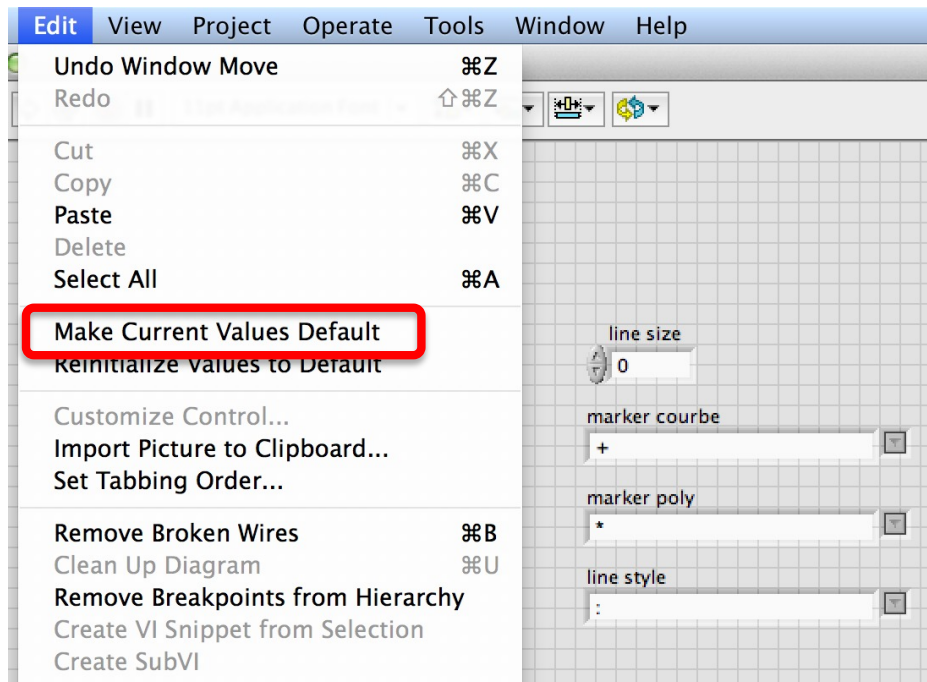 Edit View Project Operate Tools Window Help
Undo Window Move ⌘Z
Redo ⇧⌘Z
Cut ⌘X
Copy ⌘C
Paste ⌘V
Delete
Select All ⌘A
Make Current Values Default
Reinitialize Values to Default
Customize Control...
Import Picture to Clipboard...
Set Tabbing Order...
Remove Broken Wires ⌘B
Clean Up Diagram ⌘U
Remove Breakpoints from Hierarchy
Create VI Snippet from Selection
Create SubVI
line size
0
marker courbe
+
marker poly
*
line style
: